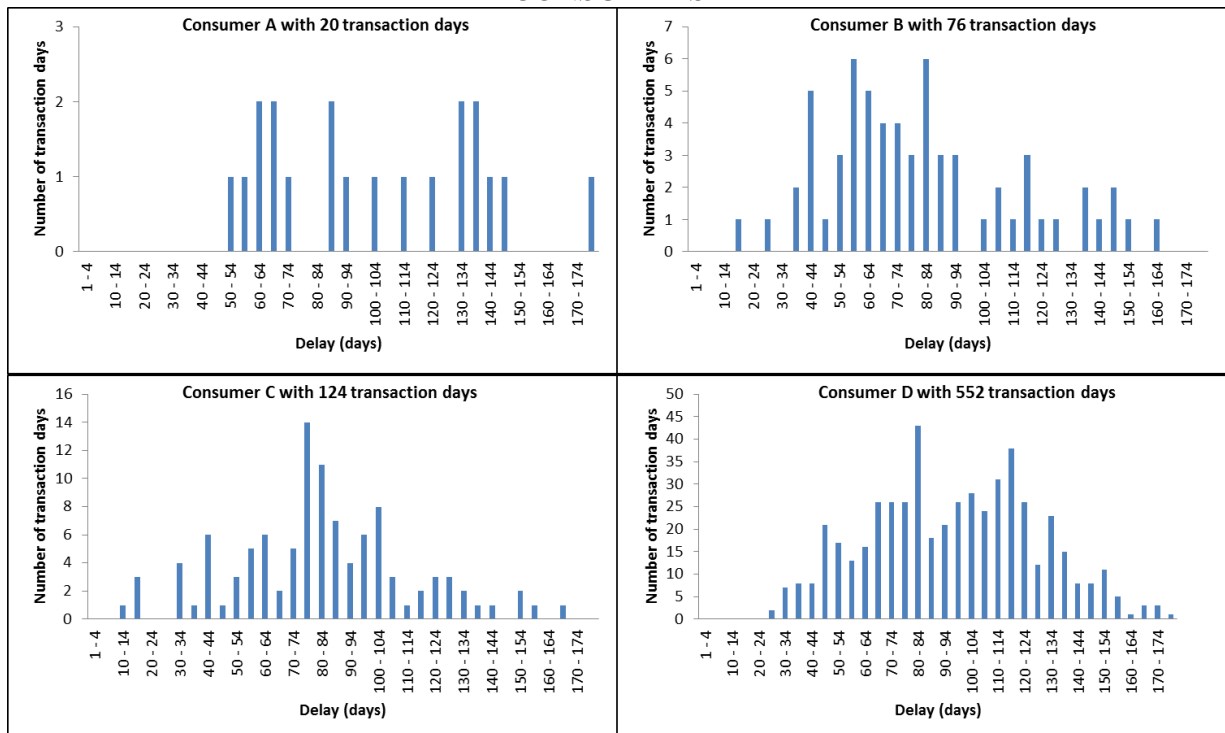 Consumer A with 20 transaction days
Number of transaction days
3
2
1
0
1 - 4
10 - 14
20 - 24
30 - 34
40 - 44
50 - 54
60 - 64
70 - 74
80 - 84
90 - 94
100 - 104
110 - 114
120 - 124
130 - 134
140 - 144
150 - 154
160 - 164
170 - 174
Delay (days)
Consumer B with 76 transaction days
Number of transaction days
7
6
5
4
3
2
1
0
1 - 4
10 - 14
20 - 24
30 - 34
40 - 44
50 - 54
60 - 64
70 - 74
80 - 84
90 - 94
100 - 104
110 - 114
120 - 124
130 - 134
140 - 144
150 - 154
160 - 164
170 - 174
Delay (days)
Consumer C with 124 transaction days
Number of transaction days
16
14
12
10
8
6
4
2
0
1 - 4
10 - 14
20 - 24
30 - 34
40 - 44
50 - 54
60 - 64
70 - 74
80 - 84
90 - 94
100 - 104
110 - 114
120 - 124
130 - 134
140 - 144
150 - 154
160 - 164
170 - 174
Delay (days)
Consumer D with 552 transaction days
Number of transaction days
50
45
40
35
30
25
20
15
10
5
0
1 - 4
10 - 14
20 - 24
30 - 34
40 - 44
50 - 54
60 - 64
70 - 74
80 - 84
90 - 94
100 - 104
110 - 114
120 - 124
130 - 134
140 - 144
150 - 154
160 - 164
170 - 174
Delay (days)